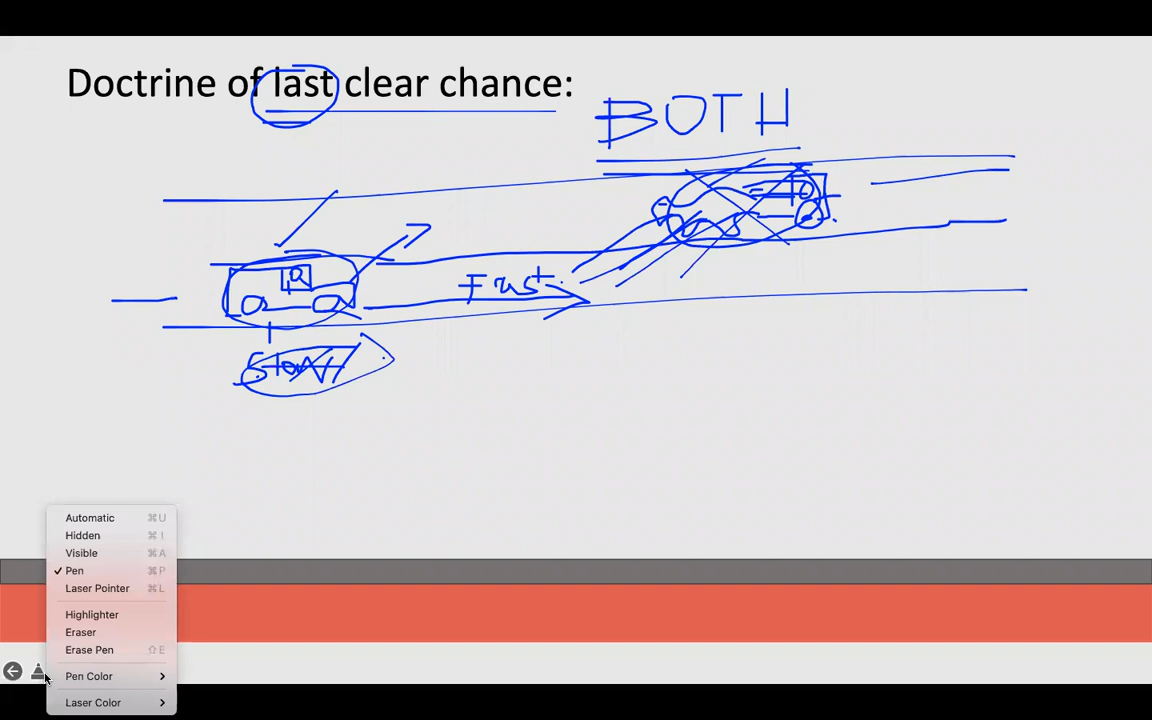 Doctrine of last clear chance:
BOTH
Fast
Slow
Automatic ⌘U
Hidden ⌘I
Visible ⌘A
✓ Pen ⌘P
Laser Pointer ⌘L
Highlighter
Eraser
Erase Pen ⇧E
Pen Color
Laser Color